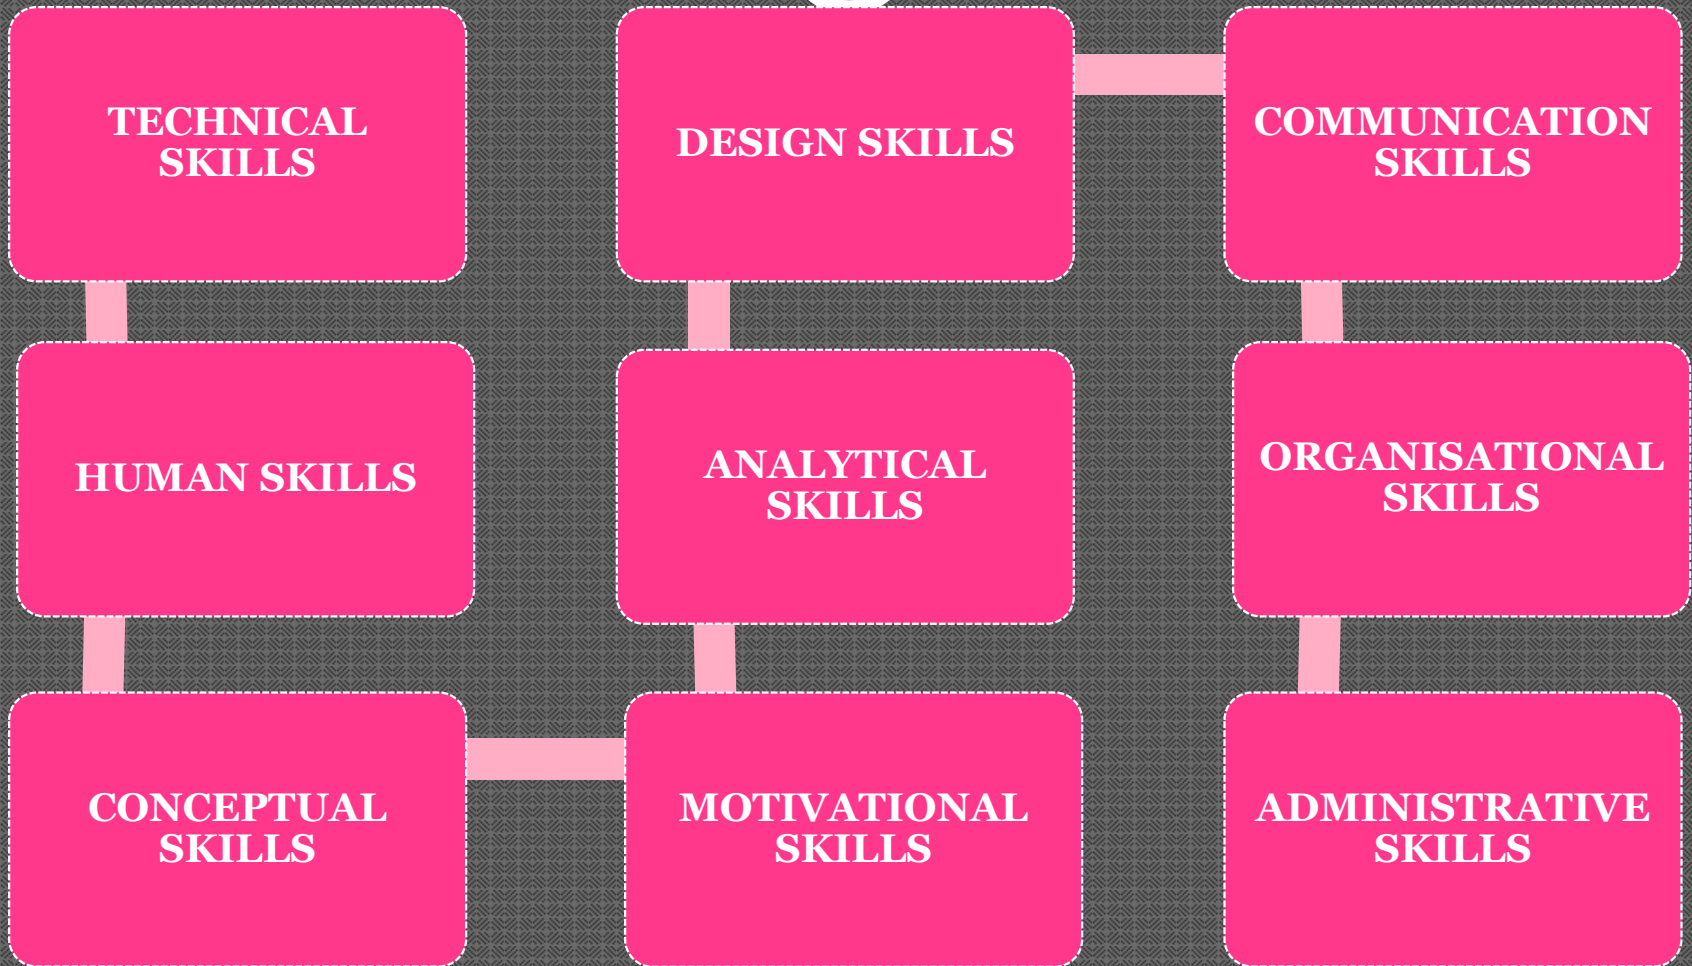 TECHNICAL
SKILLS
HUMAN SKILLS
CONCEPTUAL
SKILLS
MOTIVATIONAL
SKILLS
ANALYTICAL
SKILLS
DESIGN SKILLS
COMMUNICATION
SKILLS
ORGANISATIONAL
SKILLS
ADMINISTRATIVE
SKILLS